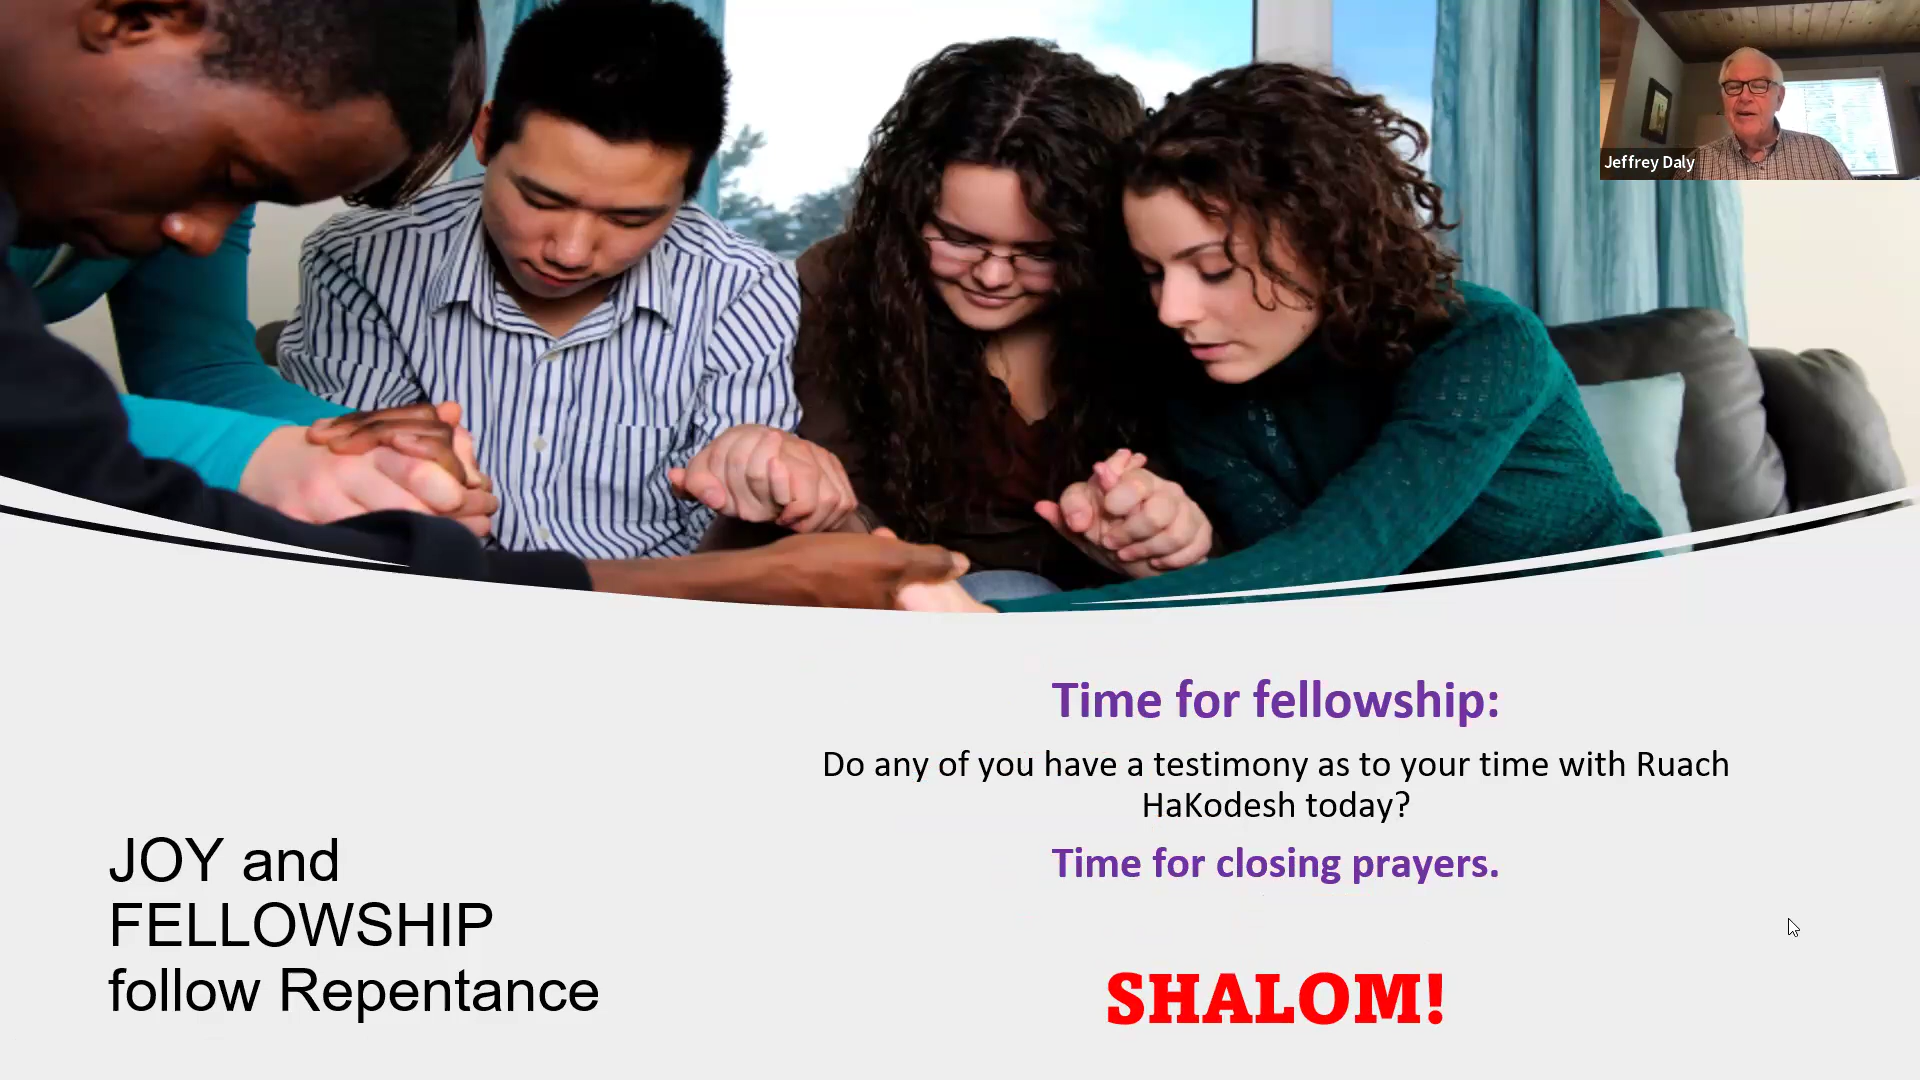 Jeffrey Daly
Time for fellowship:
Do any of you have a testimony as to your time with Ruach
HaKodesh today?
Time for closing prayers.
SHALOM!
JOY and
FELLOWSHIP
follow Repentance